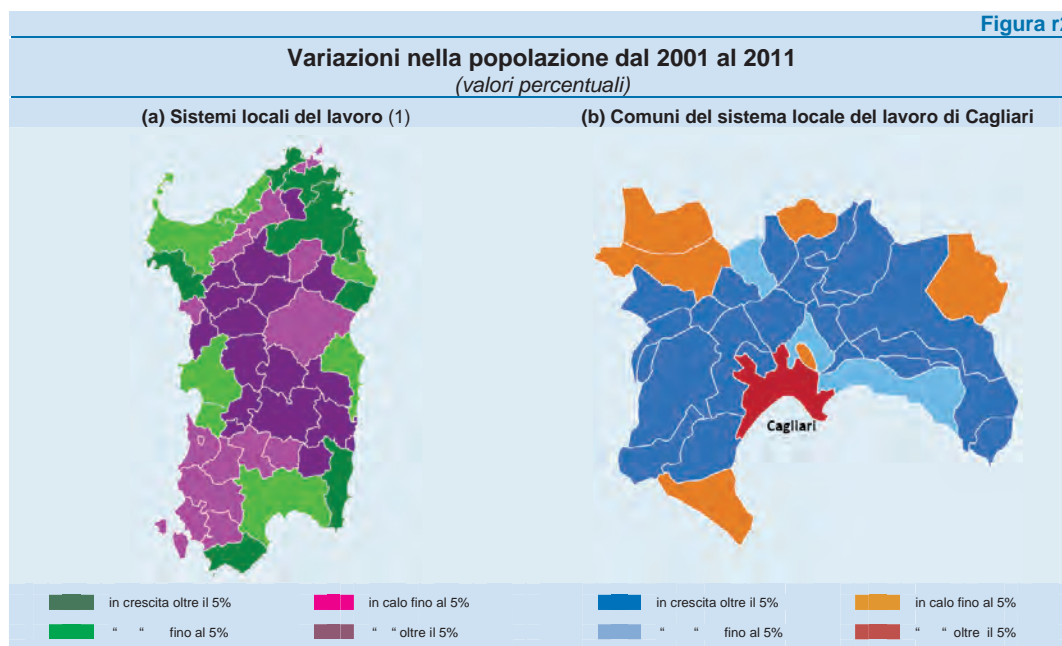 Figura r2
Variazioni nella popolazione dal 2001 al 2011
(valori percentuali)
(a) Sistemi locali del lavoro (1)
(b) Comuni del sistema locale del lavoro di Cagliari
Cagliari
in crescita oltre il 5%
in calo fino al 5%
“ “ fino al 5%
“ “ oltre il 5%
in crescita oltre il 5%
in calo fino al 5%
“ “ fino al 5%
“ “ oltre il 5%